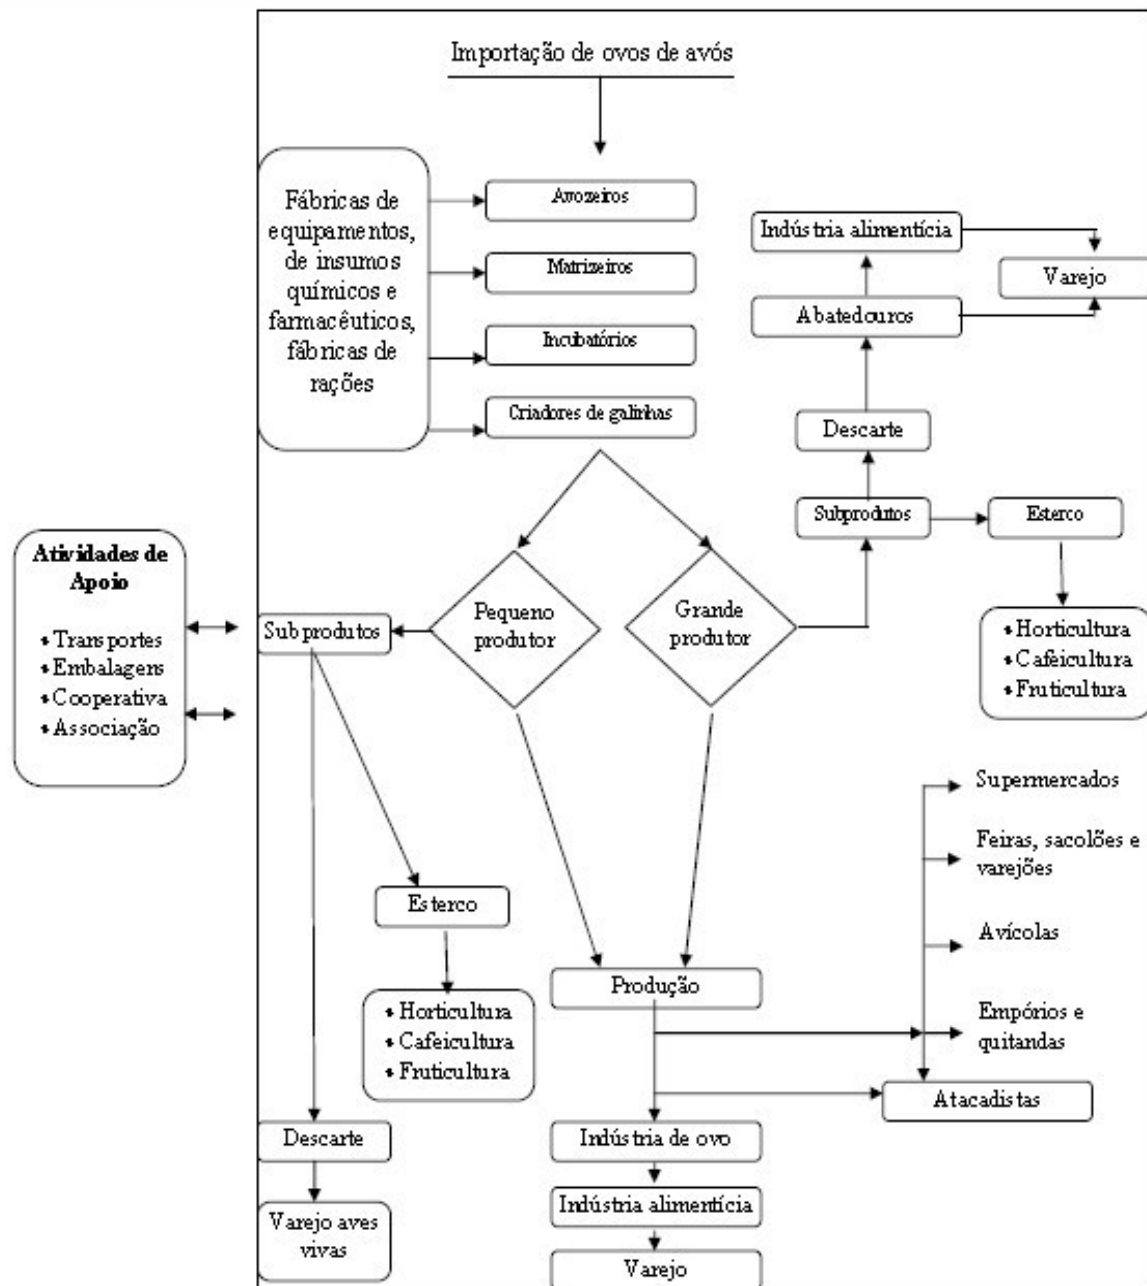 Importação de ovos de avós
Fábricas de
equipamentos,
de insumos
químicos e
farmacêuticos,
fábricas de
rações
Avozeiros
Matrizeiros
Incubatórios
Criadores de galinhas
Indústria alimentícia
Varejo
Abatedouros
Descarte
Subprodutos
Esterco
• Horticultura
• Cafeicultura
• Fruticultura
Atividades de
Apoio
• Transportes
• Embalagens
• Cooperativa
• Associação
Subprodutos
Pequeno
produtor
Grande
produtor
Supermercados
Feiras, sacolões e
varejões
Avícolas
Empórios e
quitandas
Atacadistas
Esterco
• Horticultura
• Cafeicultura
• Fruticultura
Produção
Descarte
Varejo aves
vivas
Indústria de ovo
Indústria alimentícia
Varejo